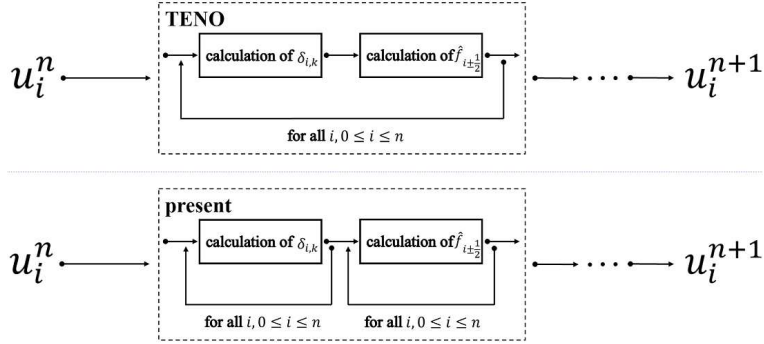 TENO
u_i^n calculation of δ_{i,k} calculation of f̂_{i±1/2} u_i^{n+1}
for all i, 0 ≤ i ≤ n
present
u_i^n calculation of δ_{i,k} calculation of f̂_{i±1/2} u_i^{n+1}
for all i, 0 ≤ i ≤ n for all i, 0 ≤ i ≤ n